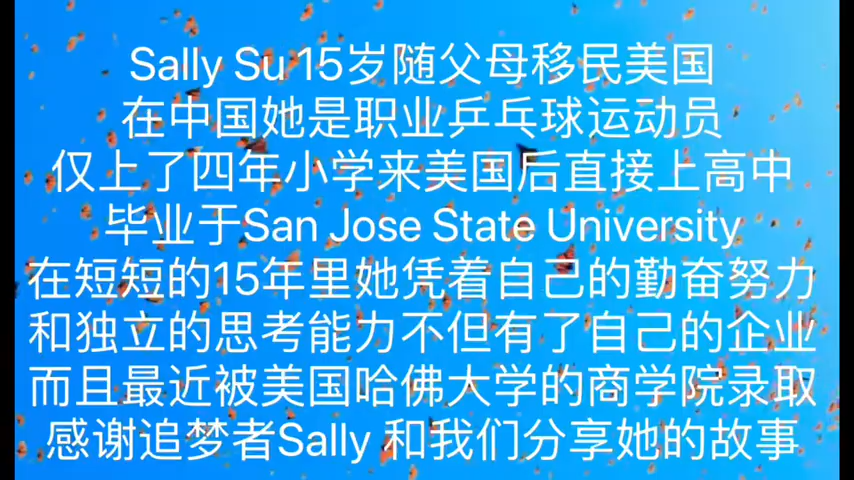 Sally Su 15岁随父母移民美国
在中国她是职业乒乓球运动员
仅上了四年小学来美国后直接上高中
毕业于San Jose State University
在短短的15年里她凭着自己的勤奋努力
和独立的思考能力不但有了自己的企业
而且最近被美国哈佛大学的商学院录取
感谢追梦者Sally 和我们分享她的故事